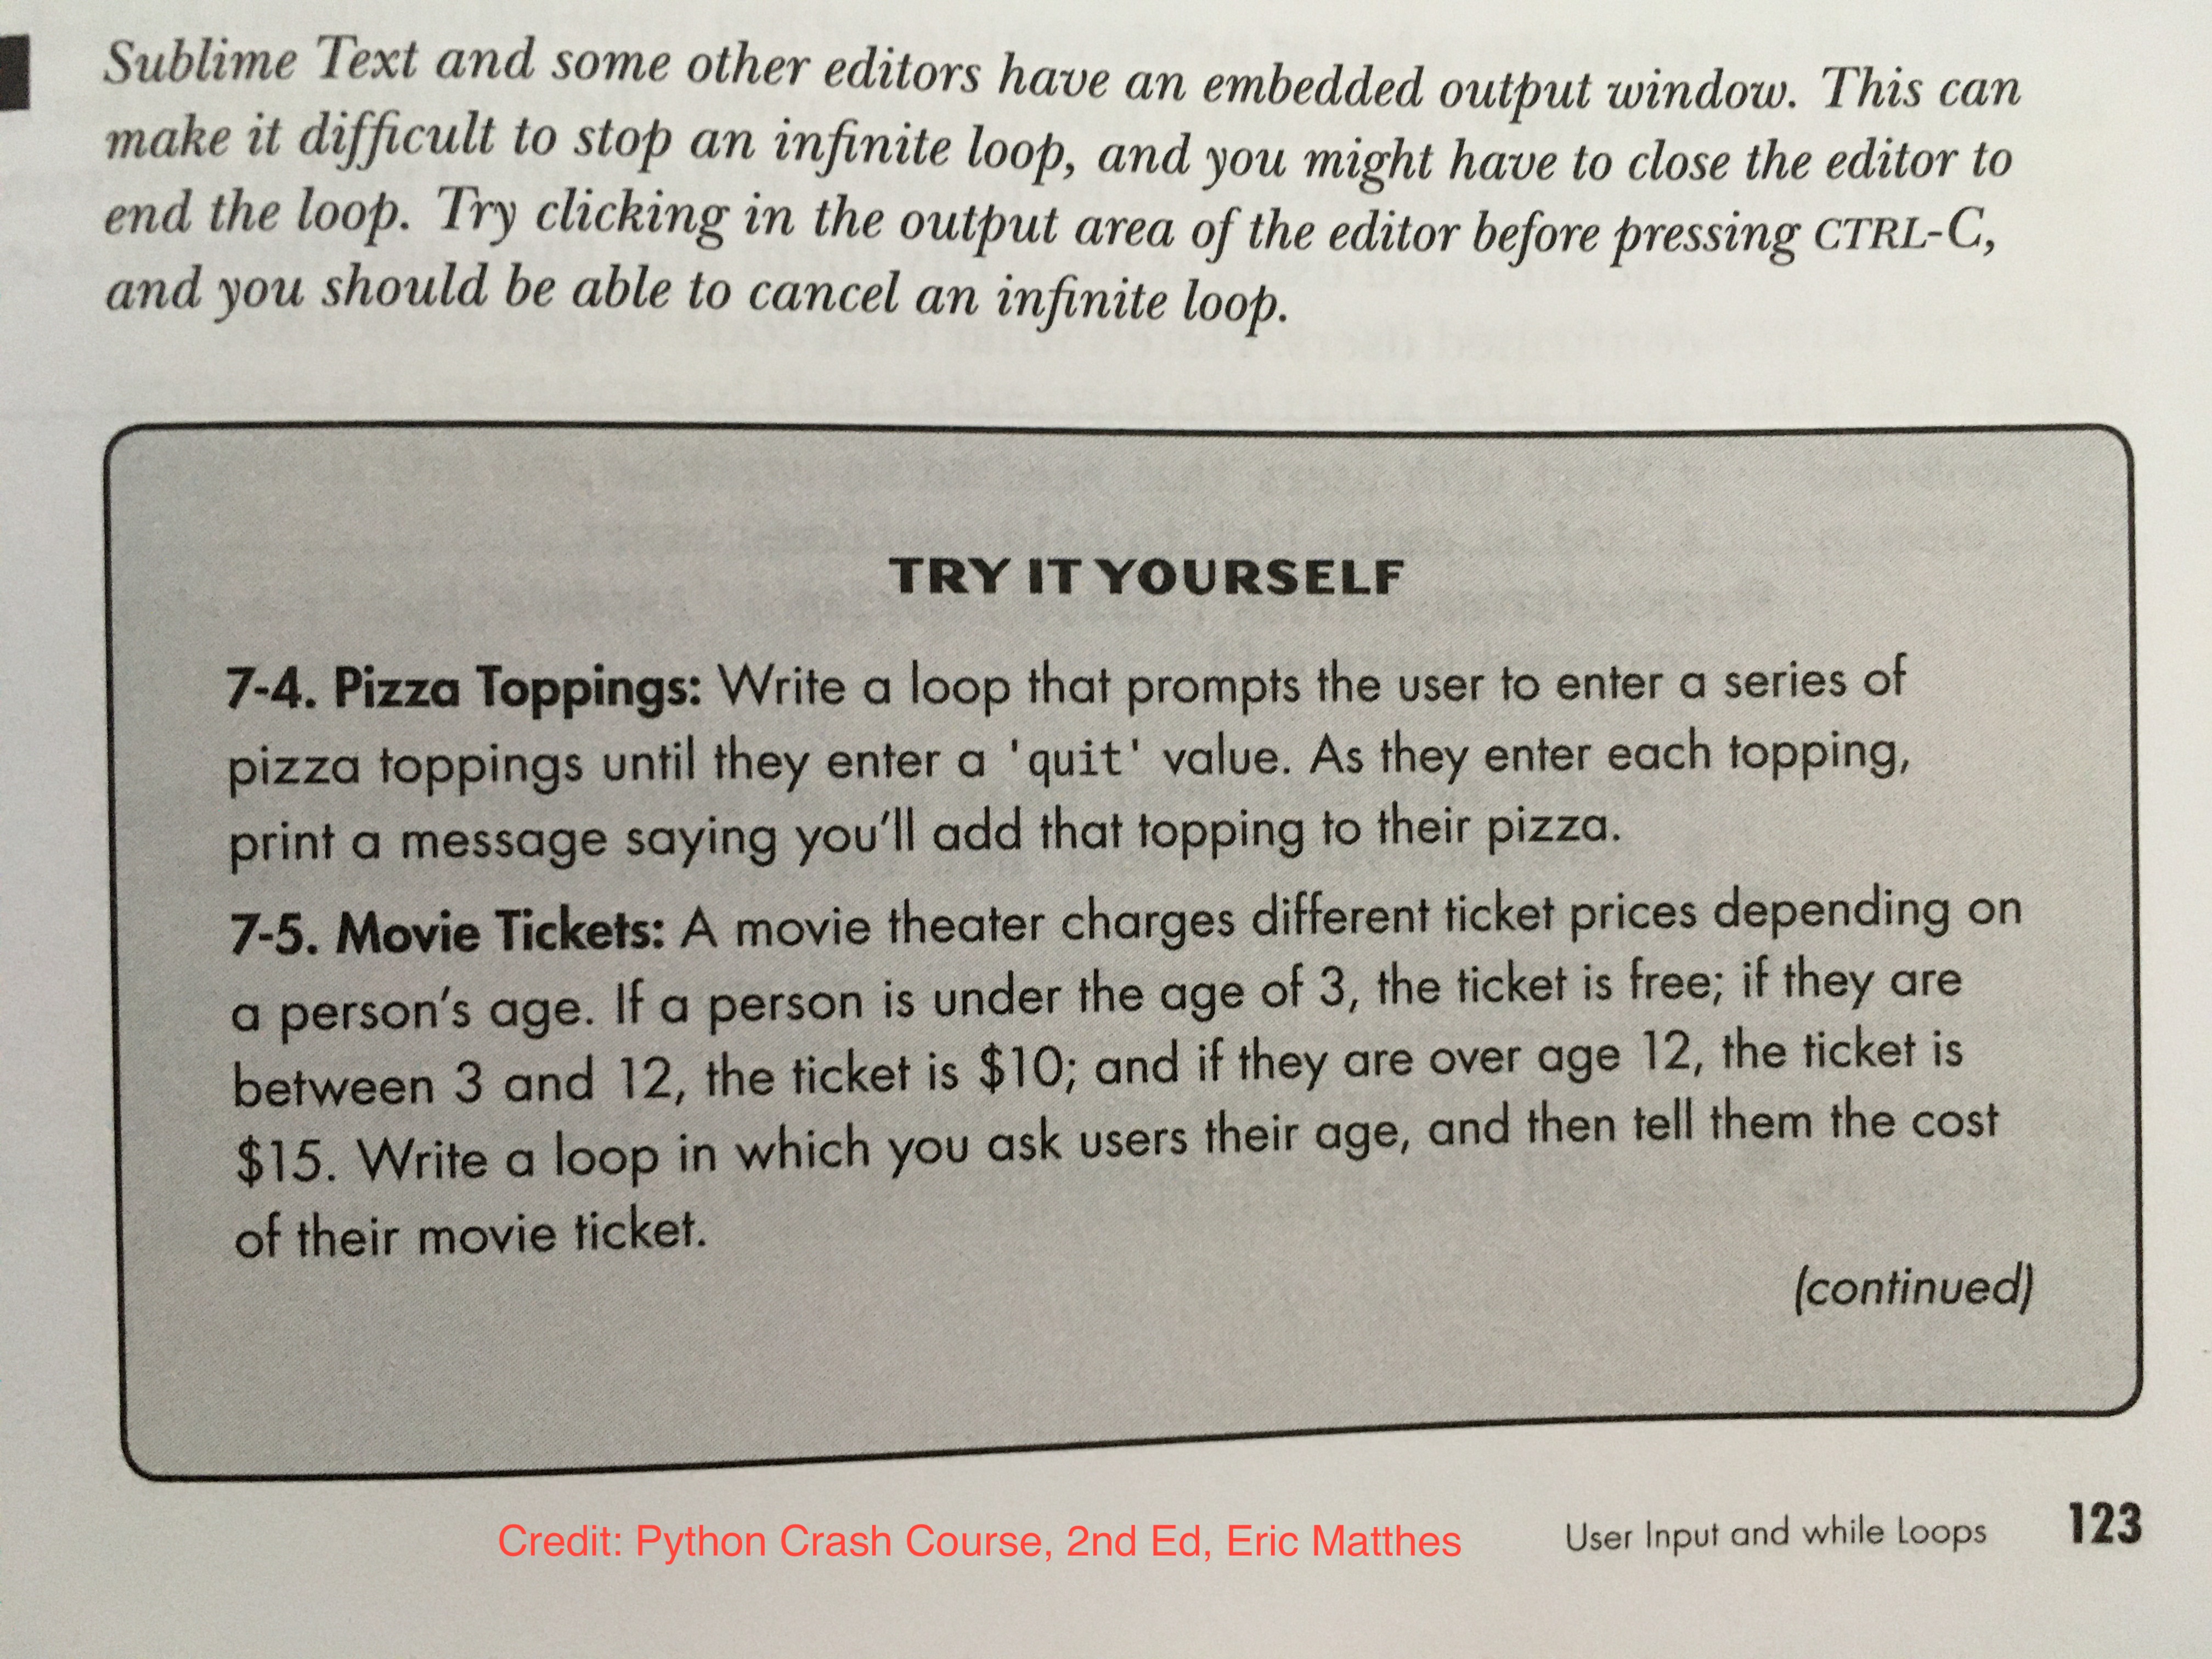 Sublime Text and some other editors have an embedded output window. This can
make it difficult to stop an infinite loop, and you might have to close the editor to
end the loop. Try clicking in the output area of the editor before pressing CTRL-C,
and you should be able to cancel an infinite loop.
TRY IT YOURSELF
7-4. Pizza Toppings: Write a loop that prompts the user to enter a series of
pizza toppings until they enter a 'quit' value. As they enter each topping,
print a message saying you'll add that topping to their pizza.
7-5. Movie Tickets: A movie theater charges different ticket prices depending on
a person's age. If a person is under the age of 3, the ticket is free; if they are
between 3 and 12, the ticket is $10; and if they are over age 12, the ticket is
$15. Write a loop in which you ask users their age, and then tell them the cost
of their movie ticket.
(continued)
Credit: Python Crash Course, 2nd Ed, Eric Matthes
User Input and while Loops 123